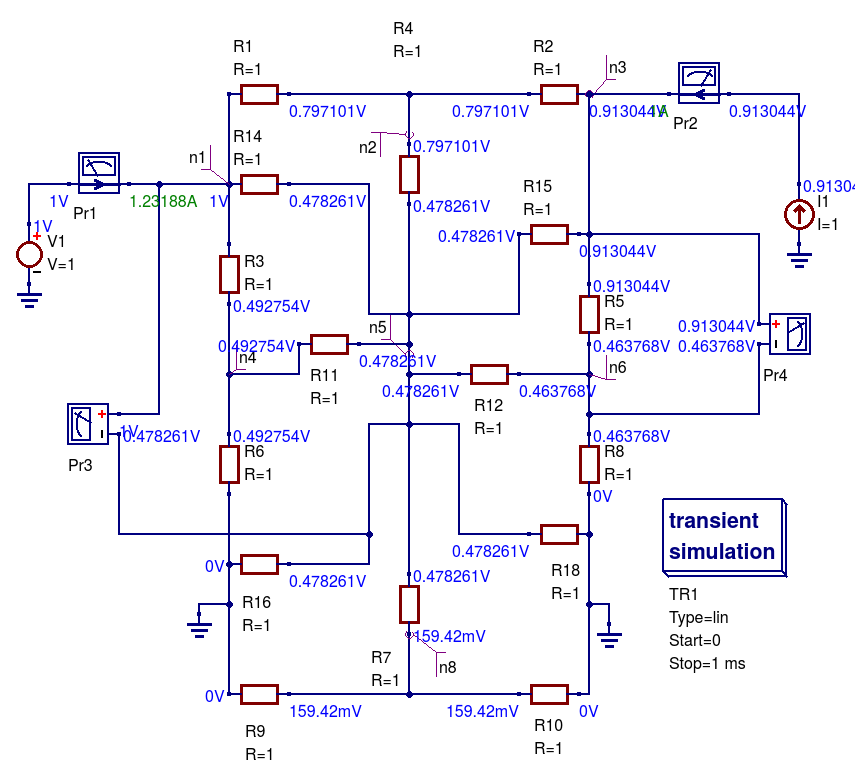 R4
R=1
R1
R=1
R2
R=1
n3
0.797101V
0.797101V
0.913044V
1A
0.913044V
Pr2
R14
R=1
n1
n2
0.797101V
1V
Pr1
1.23188A
1V
0.478261V
0.478261V
R15
R=1
0.9130
I1
I=1
1V
V1
V=1
0.478261V
0.913044V
R3
R=1
0.492754V
0.913044V
R5
R=1
0.913044V
0.492754V
n4
n5
0.478261V
0.463768V
0.463768V
n6
Pr4
R11
R=1
0.478261V
0.463768V
R12
R=1
1V
0.478261V
Pr3
0.492754V
R6
R=1
0.463768V
R8
R=1
0V
transient
simulation
TR1
Type=lin
Start=0
Stop=1 ms
0V
0.478261V
0.478261V
0.478261V
R16
R=1
R18
R=1
159.42mV
R7
R=1
n8
0V
159.42mV
159.42mV
0V
R9
R=1
R10
R=1